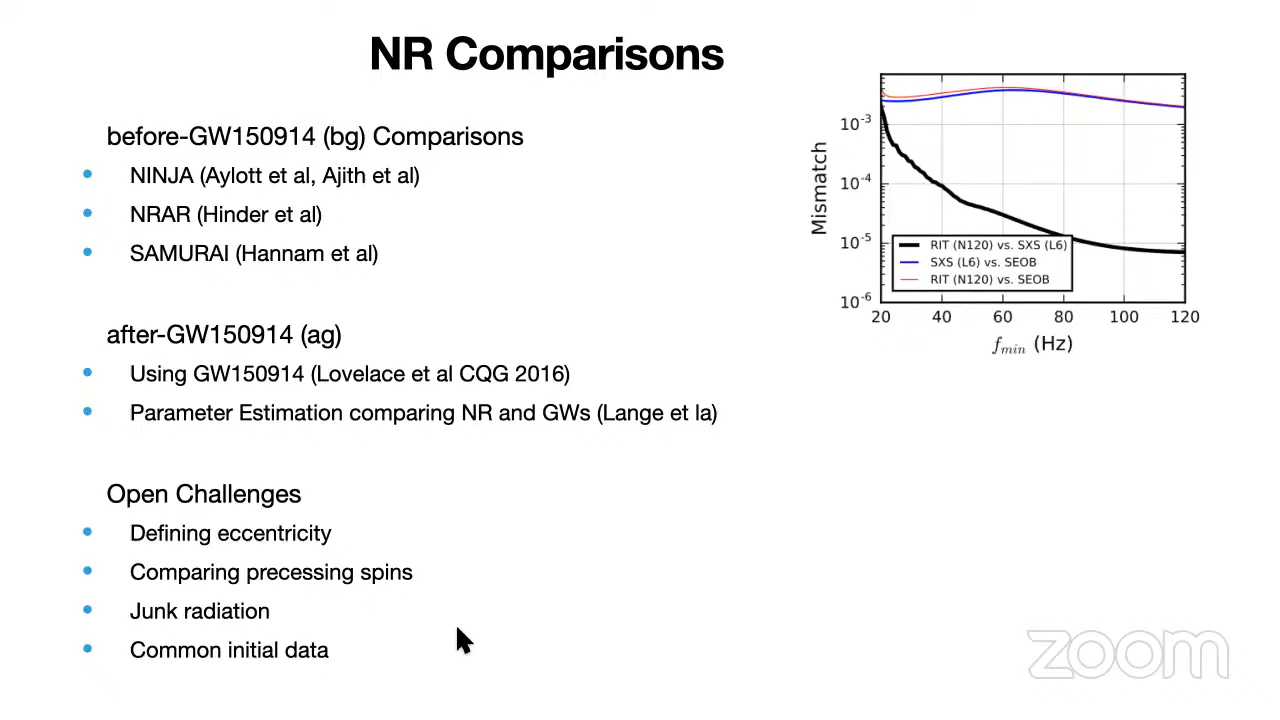 NR Comparisons
before-GW150914 (bg) Comparisons
NINJA (Aylott et al, Ajith et al)
NRAR (Hinder et al)
SAMURAI (Hannam et al)
after-GW150914 (ag)
Using GW150914 (Lovelace et al CQG 2016)
Parameter Estimation comparing NR and GWs (Lange et la)
Open Challenges
Defining eccentricity
Comparing precessing spins
Junk radiation
Common initial data
Mismatch
10⁻³
10⁻⁴
10⁻⁵
10⁻⁶
RIT (N120) vs. SXS (L6)
SXS (L6) vs. SEOB
RIT (N120) vs. SEOB
20 40 60 80 100 120
fmin (Hz)
zoom